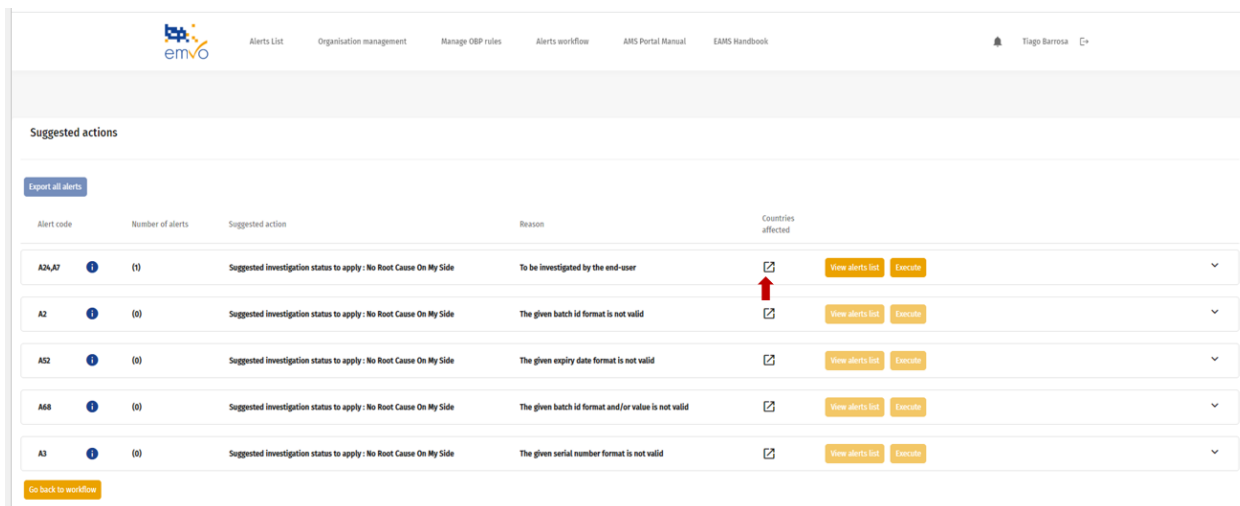 emvo
Alerts List Organisation management Manage OBP rules Alerts workflow AMS Portal Manual EAMS Handbook Tiago Barrosa
Suggested actions
Export all alerts
Alert code Number of alerts Suggested action Reason Countries
affected
A24,A7 (1) Suggested investigation status to apply : No Root Cause On My Side To be investigated by the end-user View alerts list Execute
A2 (0) Suggested investigation status to apply : No Root Cause On My Side The given batch id format is not valid View alerts list Execute
A52 (0) Suggested investigation status to apply : No Root Cause On My Side The given expiry date format is not valid View alerts list Execute
A68 (0) Suggested investigation status to apply : No Root Cause On My Side The given batch id format and/or value is not valid View alerts list Execute
A3 (0) Suggested investigation status to apply : No Root Cause On My Side The given serial number format is not valid View alerts list Execute
Go back to workflow